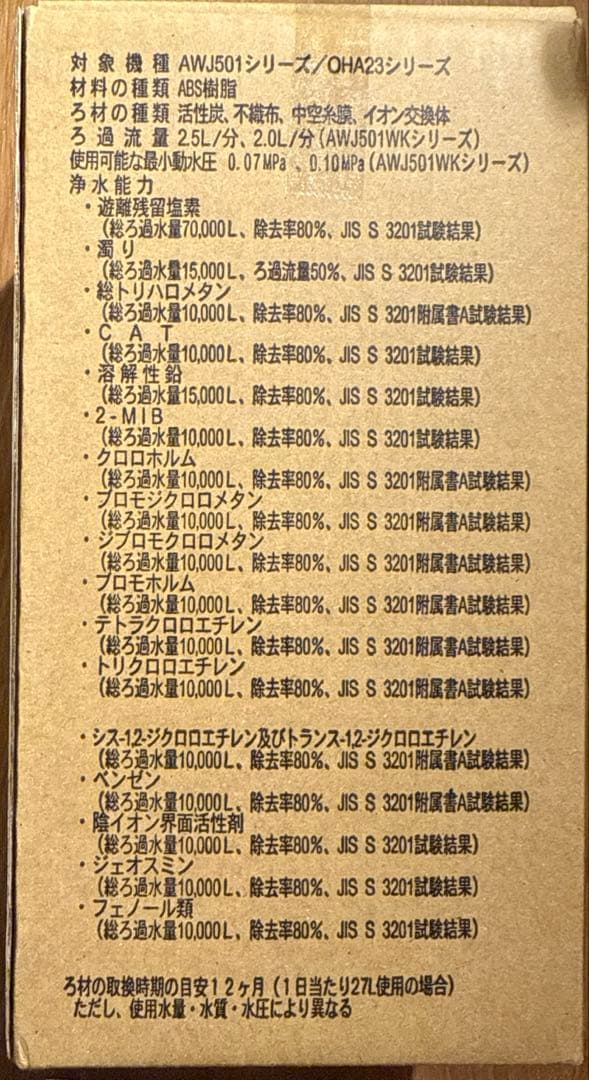 対象機種 AWJ501シリーズ/OHA23シリーズ
材料の種類 ABS樹脂
ろ材の種類 活性炭、不織布、中空糸膜、イオン交換体
ろ過流量 2.5L/分、2.0L/分(AWJ501WKシリーズ)
使用可能な最小動水圧 0.07MPa、0.10MPa(AWJ501WKシリーズ)
浄水能力
・遊離残留塩素
(総ろ過水量70,000L、除去率80%、JIS S 3201試験結果)
・濁り
(総ろ過水量15,000L、ろ過流量50%、JIS S 3201試験結果)
・総トリハロメタン
(総ろ過水量10,000L、除去率80%、JIS S 3201附属書A試験結果)
・CAT
(総ろ過水量10,000L、除去率80%、JIS S 3201試験結果)
・溶解性鉛
(総ろ過水量15,000L、除去率80%、JIS S 3201試験結果)
・2-MIB
(総ろ過水量10,000L、除去率80%、JIS S 3201試験結果)
・クロロホルム
(総ろ過水量10,000L、除去率80%、JIS S 3201附属書A試験結果)
・ブロモジクロロメタン
(総ろ過水量10,000L、除去率80%、JIS S 3201附属書A試験結果)
・ジブロモクロロメタン
(総ろ過水量10,000L、除去率80%、JIS S 3201附属書A試験結果)
・ブロモホルム
(総ろ過水量10,000L、除去率80%、JIS S 3201附属書A試験結果)
・テトラクロロエチレン
(総ろ過水量10,000L、除去率80%、JIS S 3201附属書A試験結果)
・トリクロロエチレン
(総ろ過水量10,000L、除去率80%、JIS S 3201附属書A試験結果)
・シス-1,2-ジクロロエチレン及びトランス-1,2-ジクロロエチレン
(総ろ過水量10,000L、除去率80%、JIS S 3201附属書A試験結果)
・ベンゼン
(総ろ過水量10,000L、除去率80%、JIS S 3201附属書A試験結果)
・陰イオン界面活性剤
(総ろ過水量10,000L、除去率80%、JIS S 3201試験結果)
・ジェオスミン
(総ろ過水量10,000L、除去率80%、JIS S 3201試験結果)
・フェノール類
(総ろ過水量10,000L、除去率80%、JIS S 3201試験結果)
ろ材の取換時期の目安12ヶ月(1日当たり27L使用の場合)
ただし、使用水量・水質・水圧により異なる